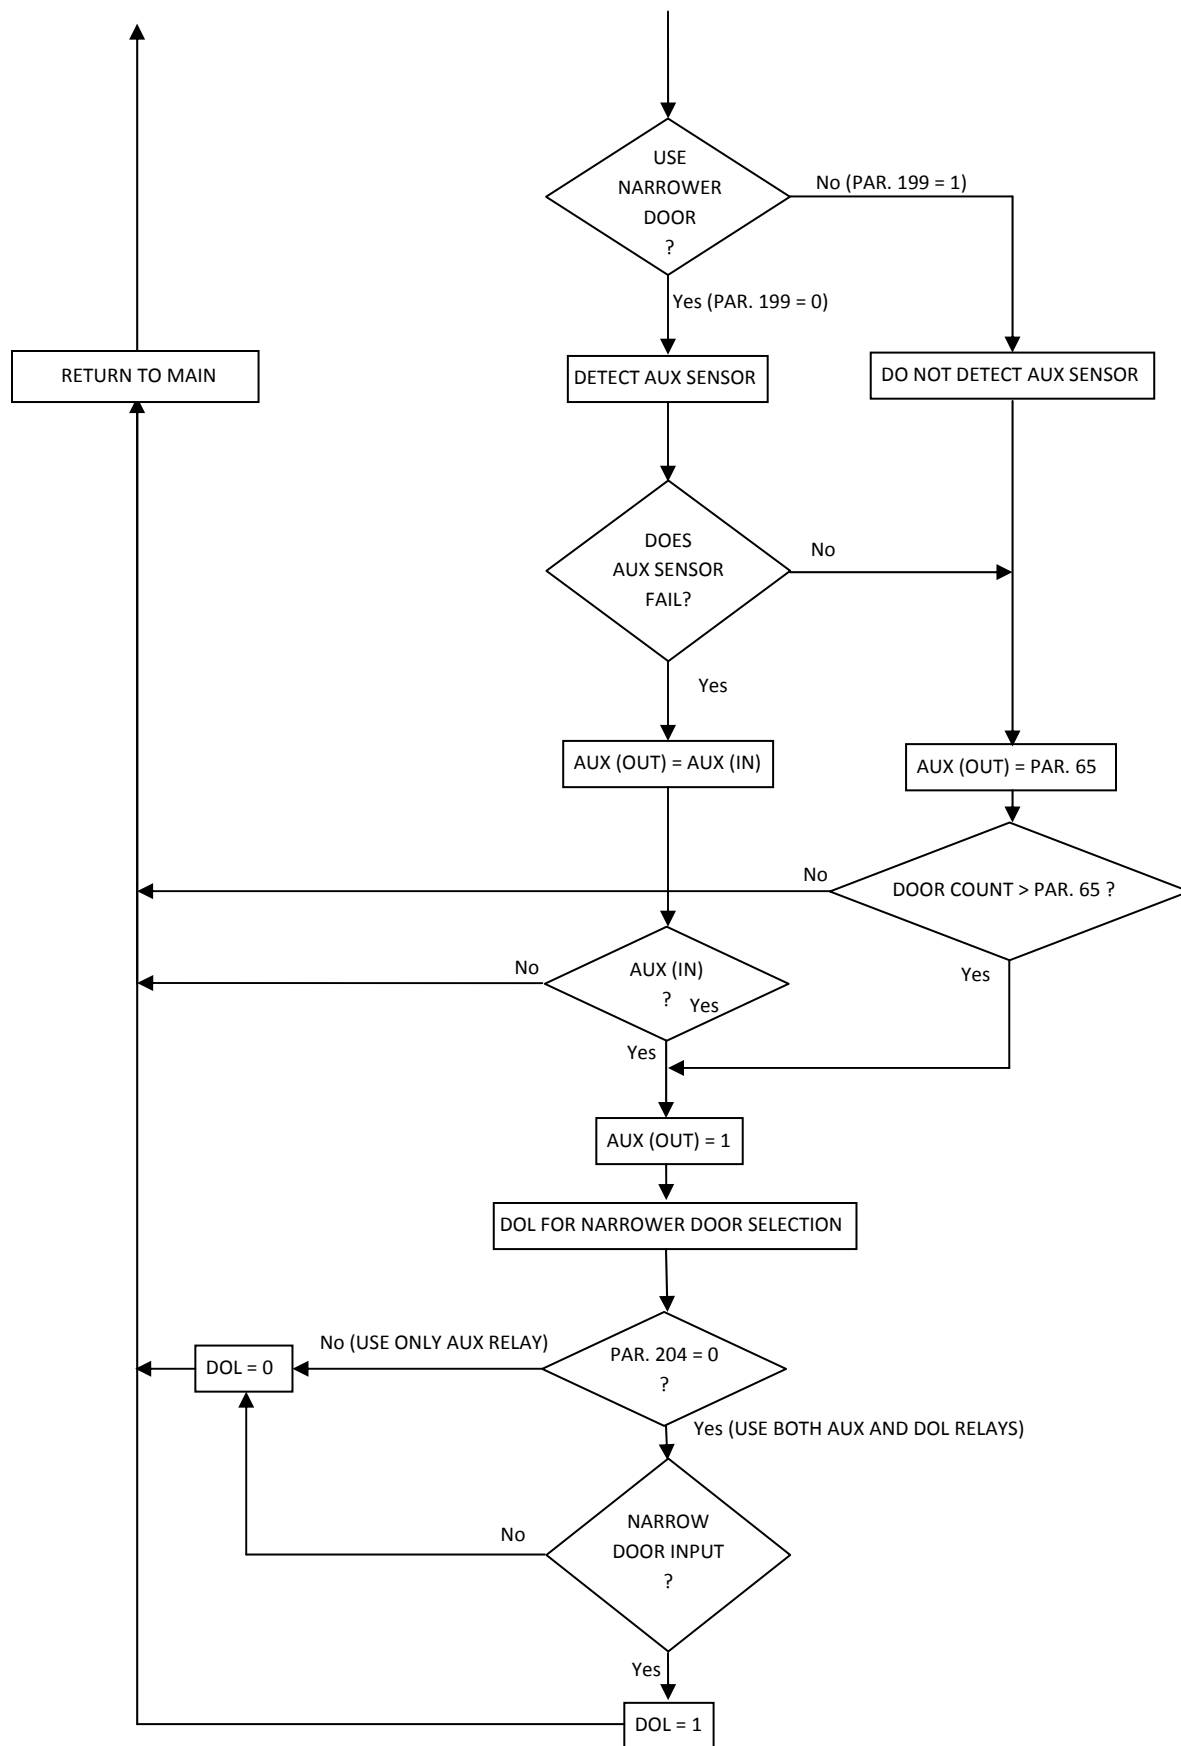 USE
NARROWER
DOOR
?
No (PAR. 199 = 1)
Yes (PAR. 199 = 0)
RETURN TO MAIN
DETECT AUX SENSOR
DO NOT DETECT AUX SENSOR
DOES
AUX SENSOR
FAIL?
No
Yes
AUX (OUT) = AUX (IN)
AUX (OUT) = PAR. 65
No
DOOR COUNT > PAR. 65 ?
Yes
No
AUX (IN)
?
Yes
Yes
AUX (OUT) = 1
DOL FOR NARROWER DOOR SELECTION
No (USE ONLY AUX RELAY)
PAR. 204 = 0
?
DOL = 0
Yes (USE BOTH AUX AND DOL RELAYS)
No
NARROW
DOOR INPUT
?
Yes
DOL = 1